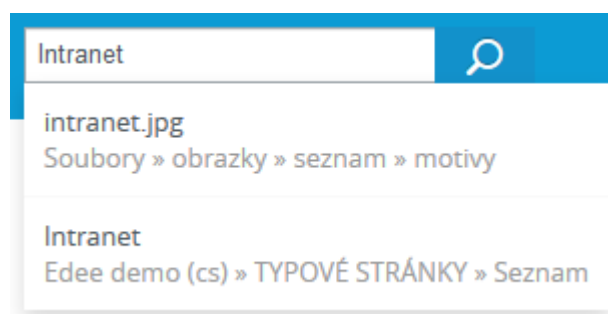 Intranet
intranet.jpg
Soubory » obrazky » seznam » motivy
Intranet
Edee demo (cs) » TYPOVÉ STRÁNKY » Seznam